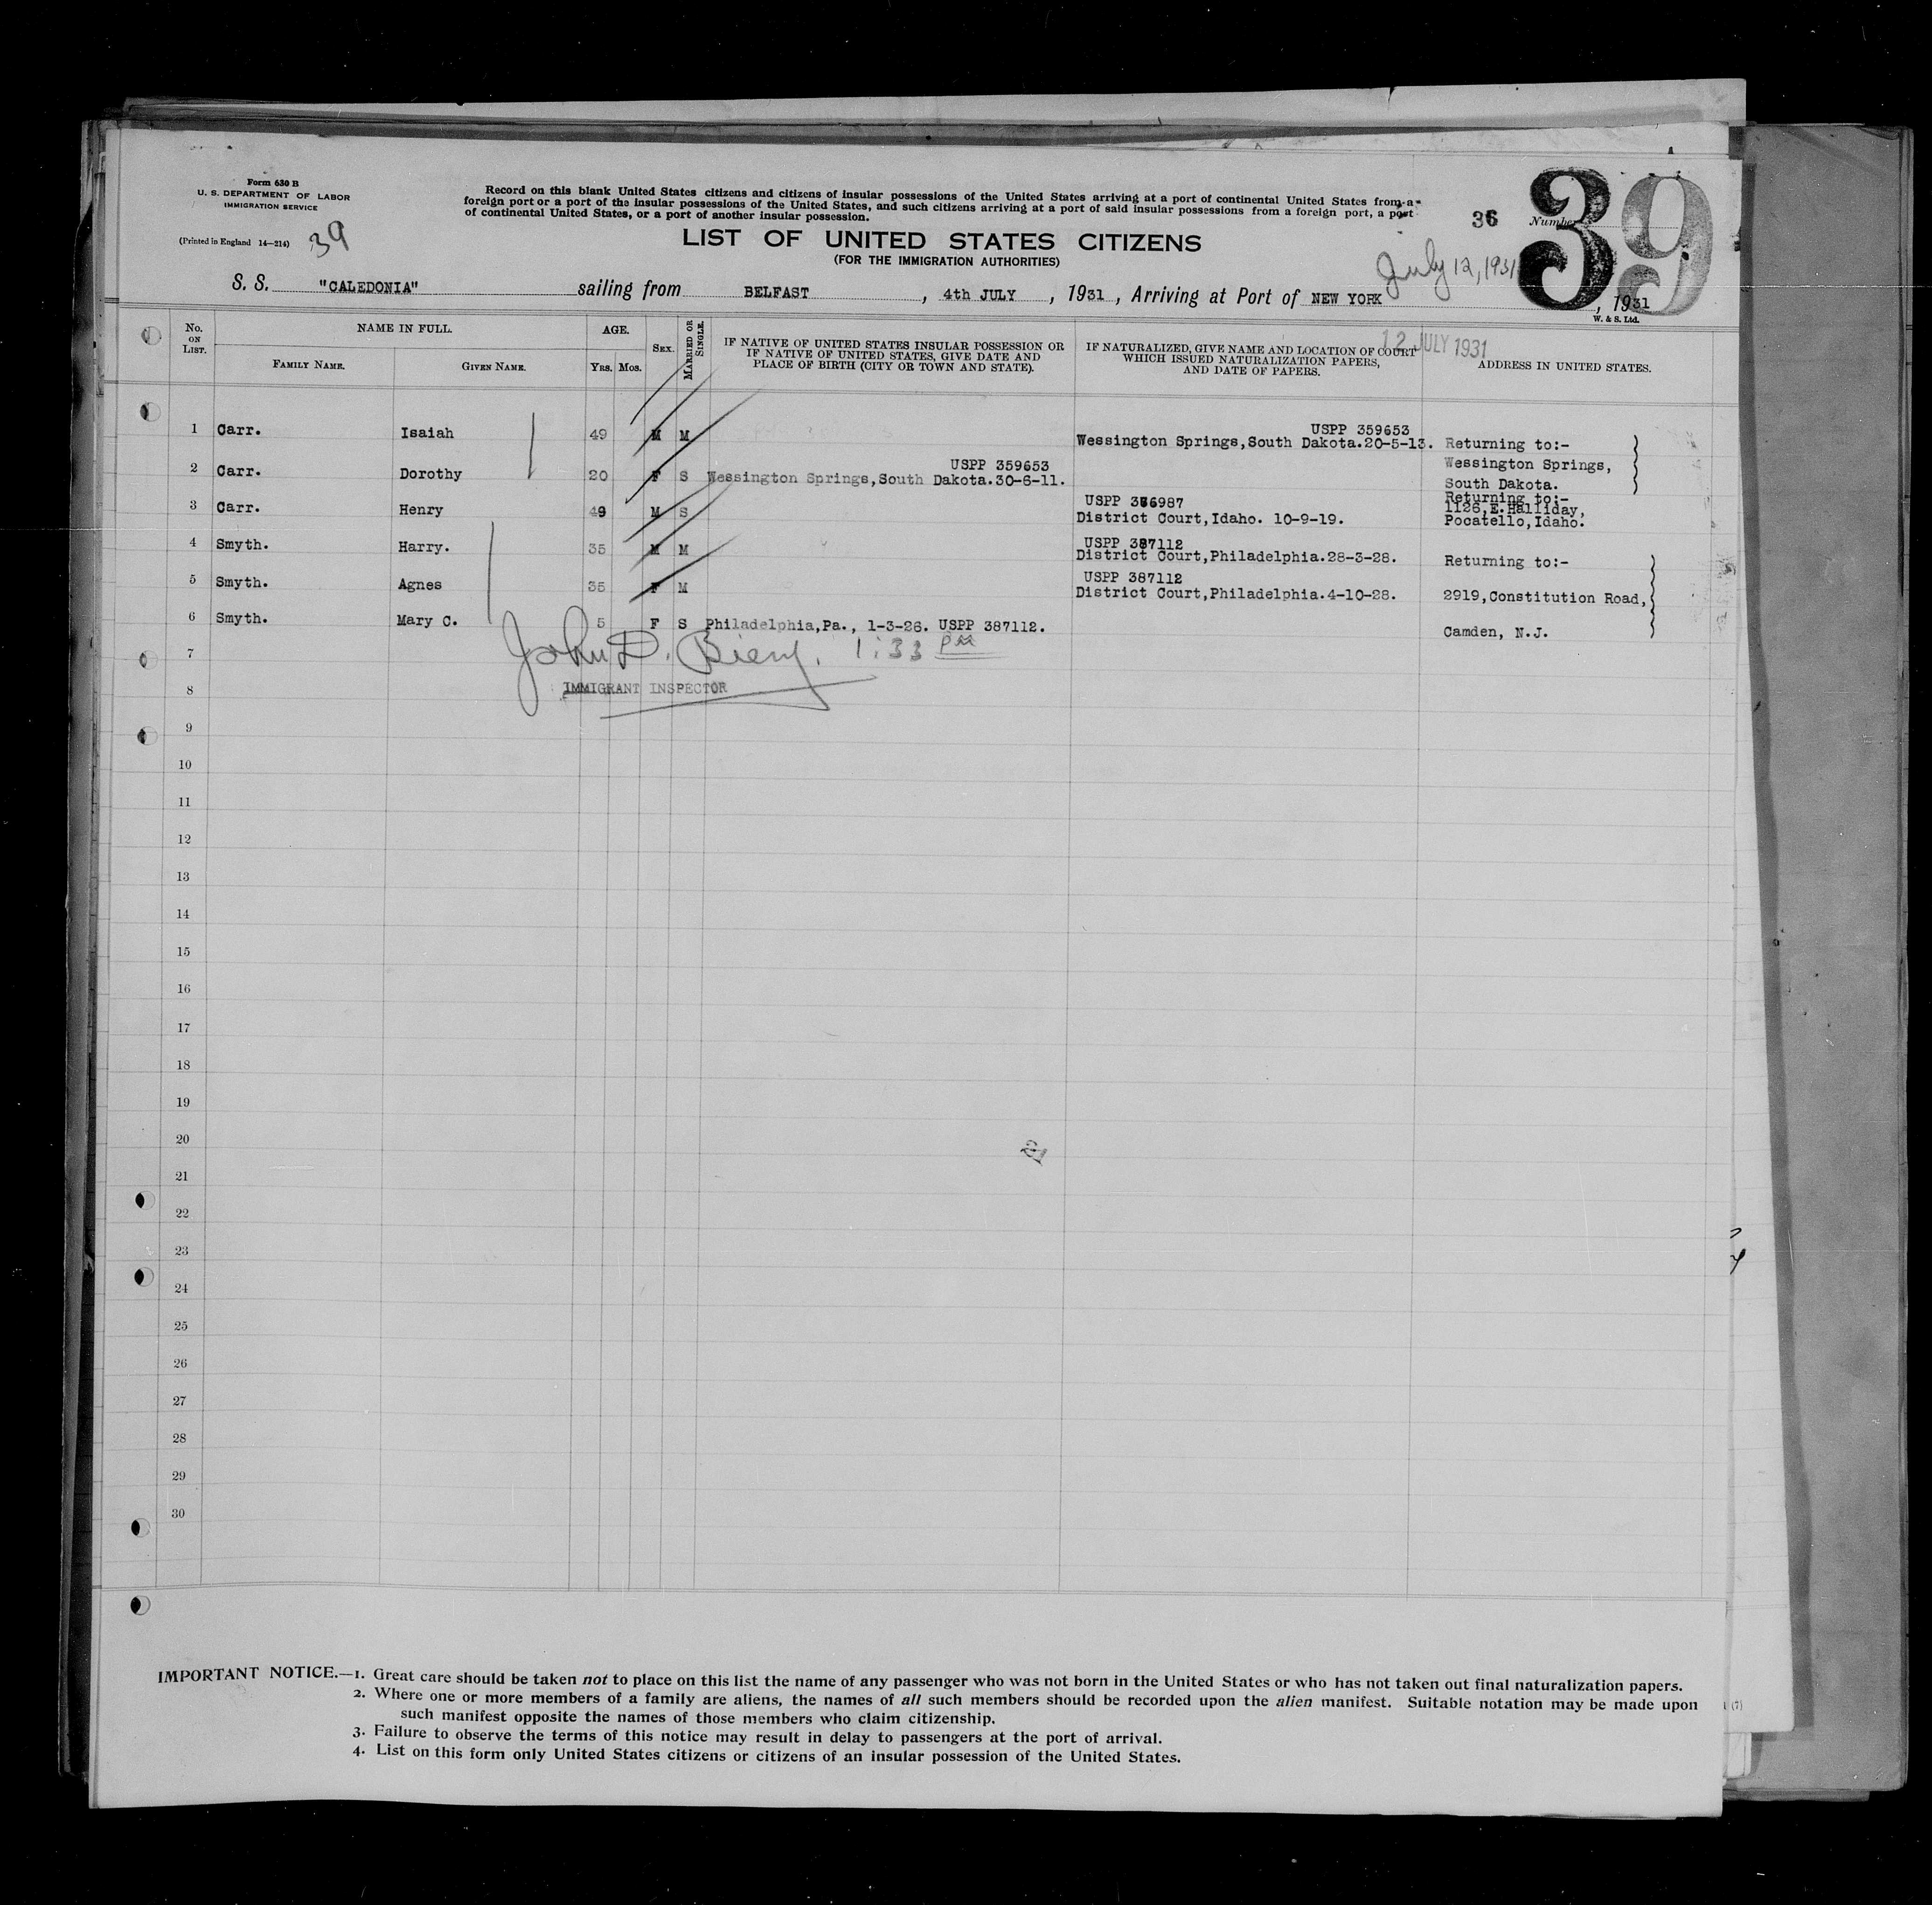 Form 630 B
U. S. DEPARTMENT OF LABOR
IMMIGRATION SERVICE
(Printed in England 14—214)
39
Record on this blank United States citizens and citizens of insular possessions of the United States arriving at a port of continental United States from a
foreign port or a port of the insular possessions of the United States, and such citizens arriving at a port of said insular possessions from a foreign port, a port
of continental United States, or a port of another insular possession.
36
Number
39
LIST OF UNITED STATES CITIZENS
(FOR THE IMMIGRATION AUTHORITIES)
July 12, 1931
S. S. "CALEDONIA" sailing from BELFAST, 4th JULY, 1931, Arriving at Port of NEW YORK, 1931
W. & S. Ltd.
12 JULY 1931
No. ON LIST.
NAME IN FULL.
FAMILY NAME.
GIVEN NAME.
AGE.
YRS. MOS.
SEX.
MARRIED OR SINGLE.
IF NATIVE OF UNITED STATES INSULAR POSSESSION OR
IF NATIVE OF UNITED STATES, GIVE DATE AND
PLACE OF BIRTH (CITY OR TOWN AND STATE).
IF NATURALIZED, GIVE NAME AND LOCATION OF COURT
WHICH ISSUED NATURALIZATION PAPERS,
AND DATE OF PAPERS.
ADDRESS IN UNITED STATES.
USPP 359653
1 Carr. Isaiah 49 M M Wessington Springs,South Dakota.20-5-13. Returning to:-
USPP 359653 Wessington Springs,
2 Carr. Dorothy 20 F S Wessington Springs,South Dakota.30-6-11. South Dakota.
USPP 376987 Returning to:-
1126,E.Halliday,
3 Carr. Henry 49 M S District Court,Idaho. 10-9-19. Pocatello,Idaho.
USPP 387112
4 Smyth. Harry. 35 M M District Court,Philadelphia.28-3-28. Returning to:-
USPP 387112
5 Smyth. Agnes 35 F M District Court,Philadelphia.4-10-28. 2919,Constitution Road,
6 Smyth. Mary C. 5 F S Philadelphia,Pa., 1-3-26. USPP 387112. Camden, N.J.
7
John D. 1:33 PM
8
IMMIGRANT INSPECTOR
9
10
11
12
13
14
15
16
17
18
19
20
21
22
23
24
25
26
27
28
29
30
IMPORTANT NOTICE.—1. Great care should be taken not to place on this list the name of any passenger who was not born in the United States or who has not taken out final naturalization papers.
2. Where one or more members of a family are aliens, the names of all such members should be recorded upon the alien manifest. Suitable notation may be made upon
such manifest opposite the names of those members who claim citizenship.
3. Failure to observe the terms of this notice may result in delay to passengers at the port of arrival.
4. List on this form only United States citizens or citizens of an insular possession of the United States.